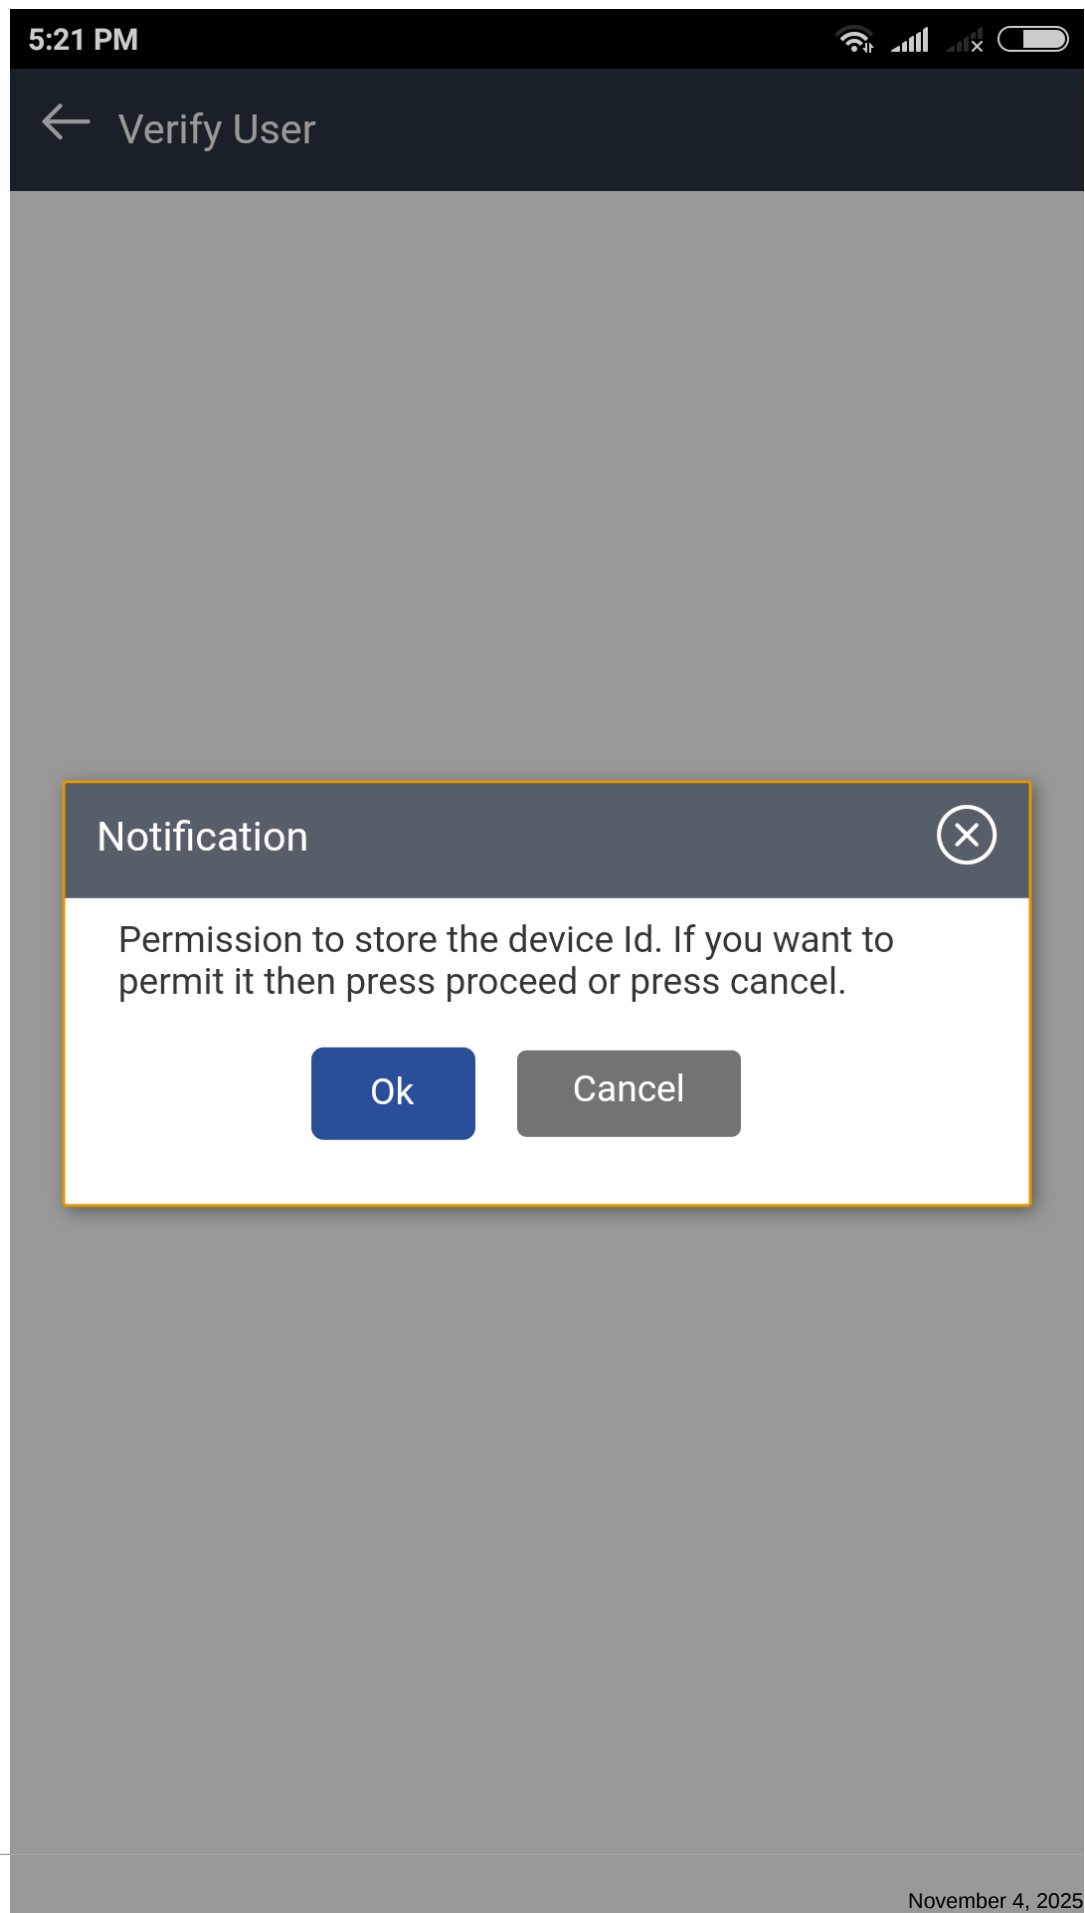 5:21 PM
Verify User
Notification
Permission to store the device Id. If you want to
permit it then press proceed or press cancel.
Ok Cancel
November 4, 2025